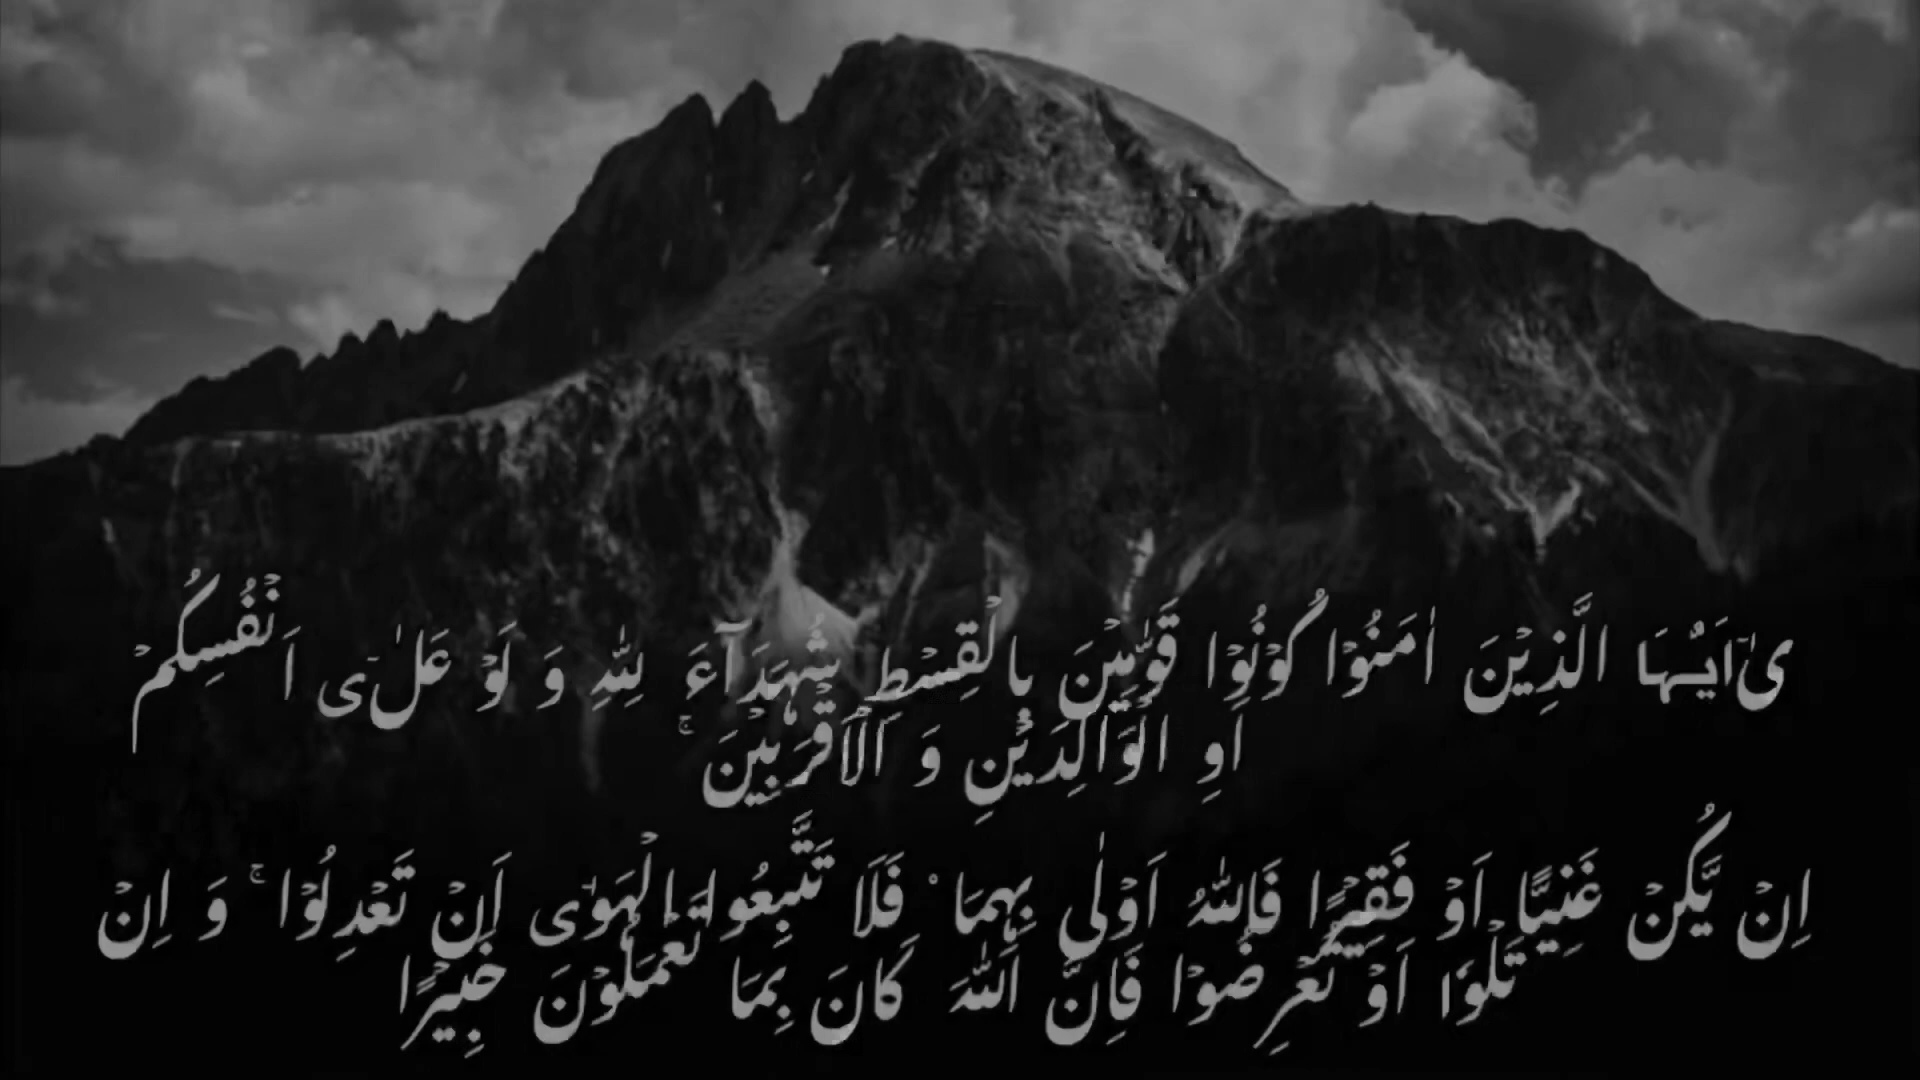 یٰۤاَیُّہَا الَّذِیۡنَ اٰمَنُوۡا کُوۡنُوۡا قَوّٰمِیۡنَ بِالۡقِسۡطِ شُہَدَآءَ لِلّٰہِ وَ لَوۡ عَلٰۤی اَنۡفُسِکُمۡ
اَوِ الۡوَالِدَیۡنِ وَ الۡاَقۡرَبِیۡنَ ۚ
اِنۡ یَّکُنۡ غَنِیًّا اَوۡ فَقِیۡرًا فَاللّٰہُ اَوۡلٰی بِہِمَا ۟ فَلَا تَتَّبِعُوا الۡہَوٰۤی اَنۡ تَعۡدِلُوۡا ۚ وَ اِنۡ
تَلۡوٗۤا اَوۡ تُعۡرِضُوۡا فَاِنَّ اللّٰہَ کَانَ بِمَا تَعۡمَلُوۡنَ خَبِیۡرًا